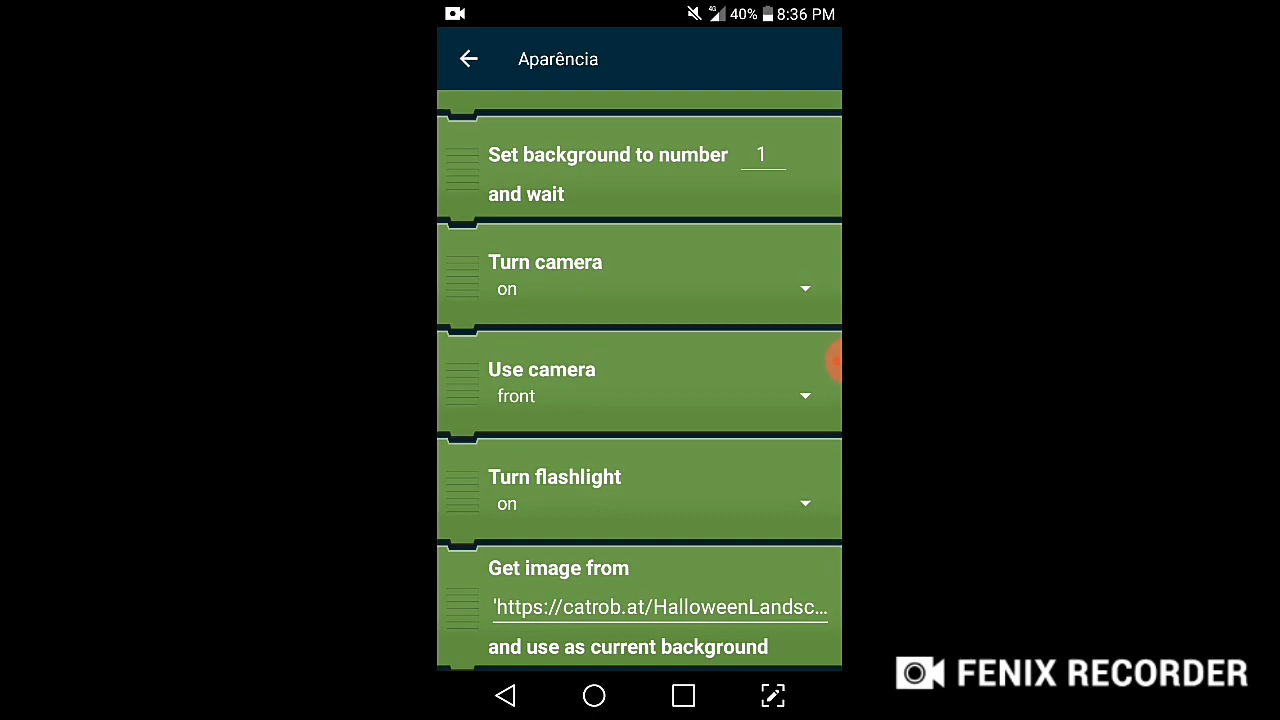 4G 40% 8:36 PM
Aparência
Set background to number 1
and wait
Turn camera
on
Use camera
front
Turn flashlight
on
Get image from
'https://catrob.at/HalloweenLandsc...
and use as current background
FENIX RECORDER